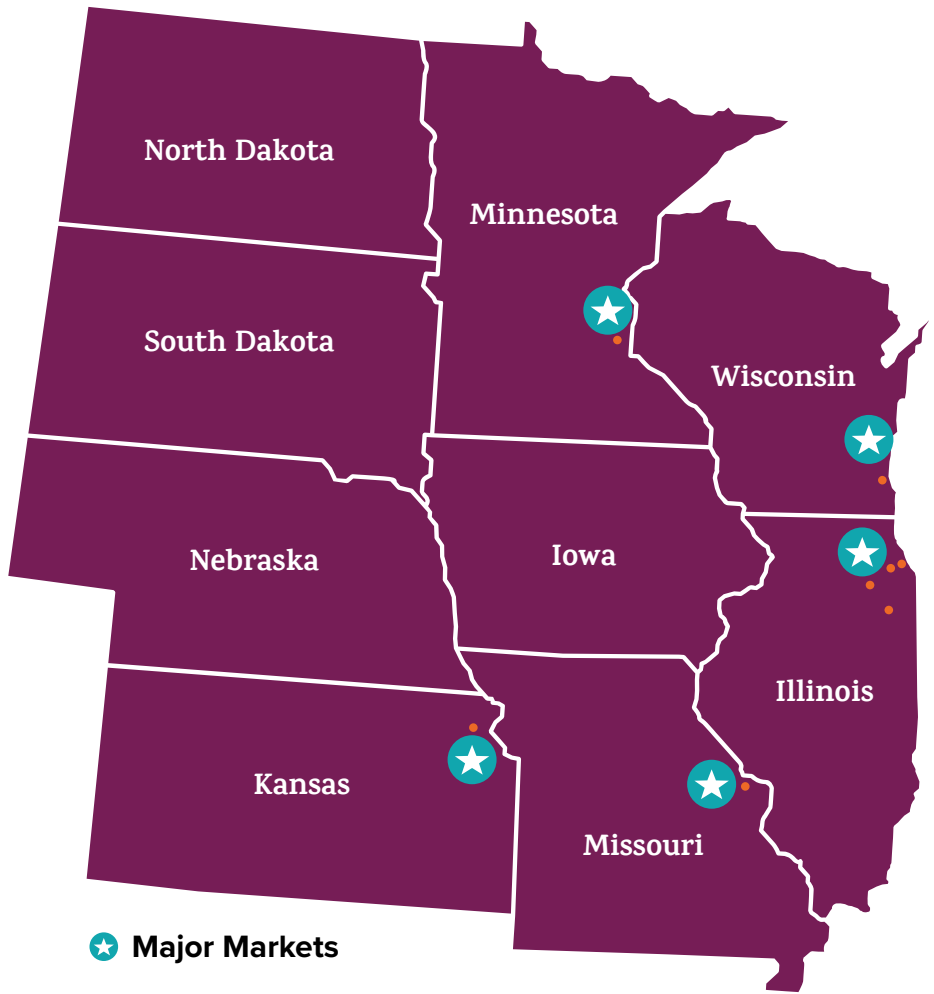 North Dakota
Minnesota
South Dakota
Wisconsin
Nebraska
Iowa
Illinois
Kansas
Missouri
Major Markets